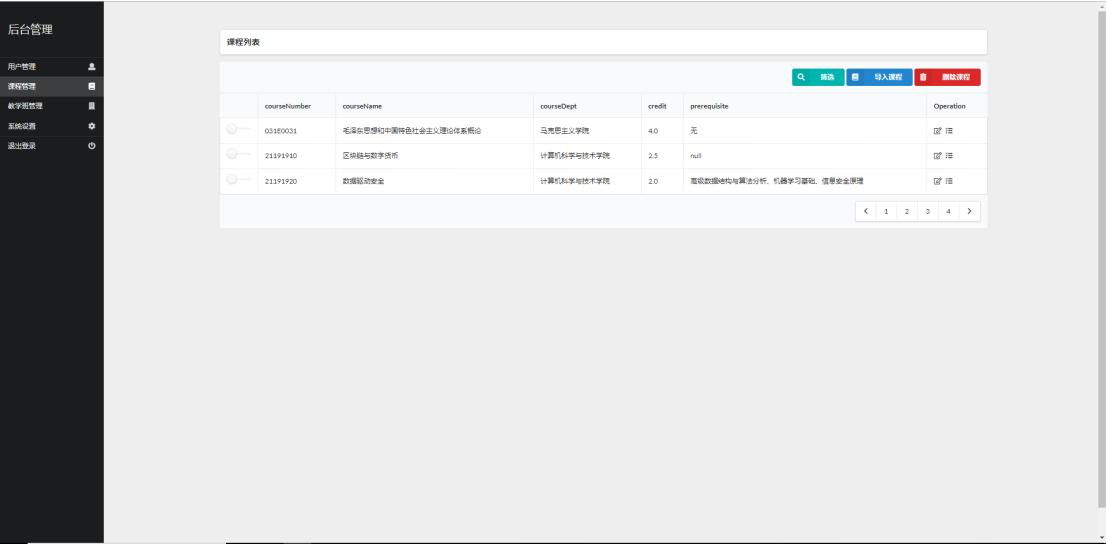 后台管理
用户管理
课程管理
教学班管理
系统设置
退出登录
课程列表
筛选 导入课程 删除课程
courseNumber courseName courseDept credit prerequisite Operation
031E0031 毛泽东思想和中国特色社会主义理论体系概论 马克思主义学院 4.0 无
21191910 区块链与数字货币 计算机科学与技术学院 2.5 null
21191920 数据驱动安全 计算机科学与技术学院 2.0 高级数据结构与算法分析、机器学习基础、信息安全原理
1 2 3 4